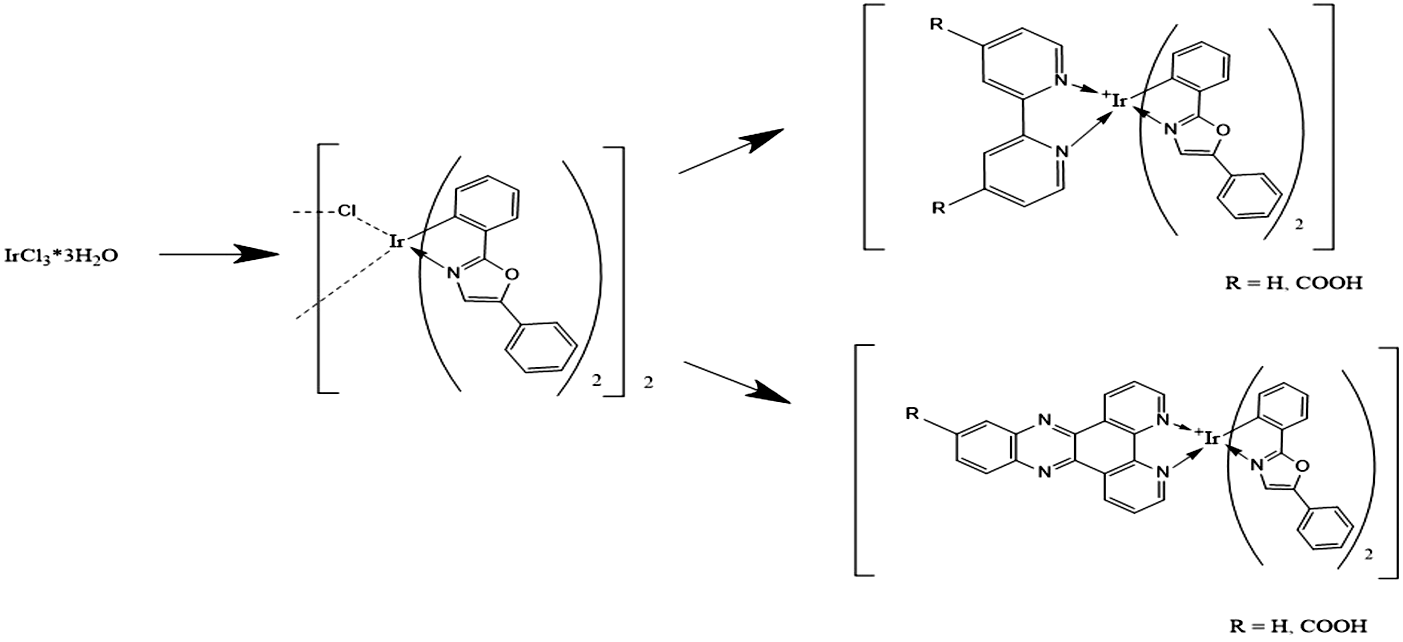 IrCl3*3H2O
Cl
Ir
N
O
2
2
R
N
N
R
+Ir
N
O
2
R = H, COOH
R
N
N
N
N
+Ir
N
O
2
R = H, COOH